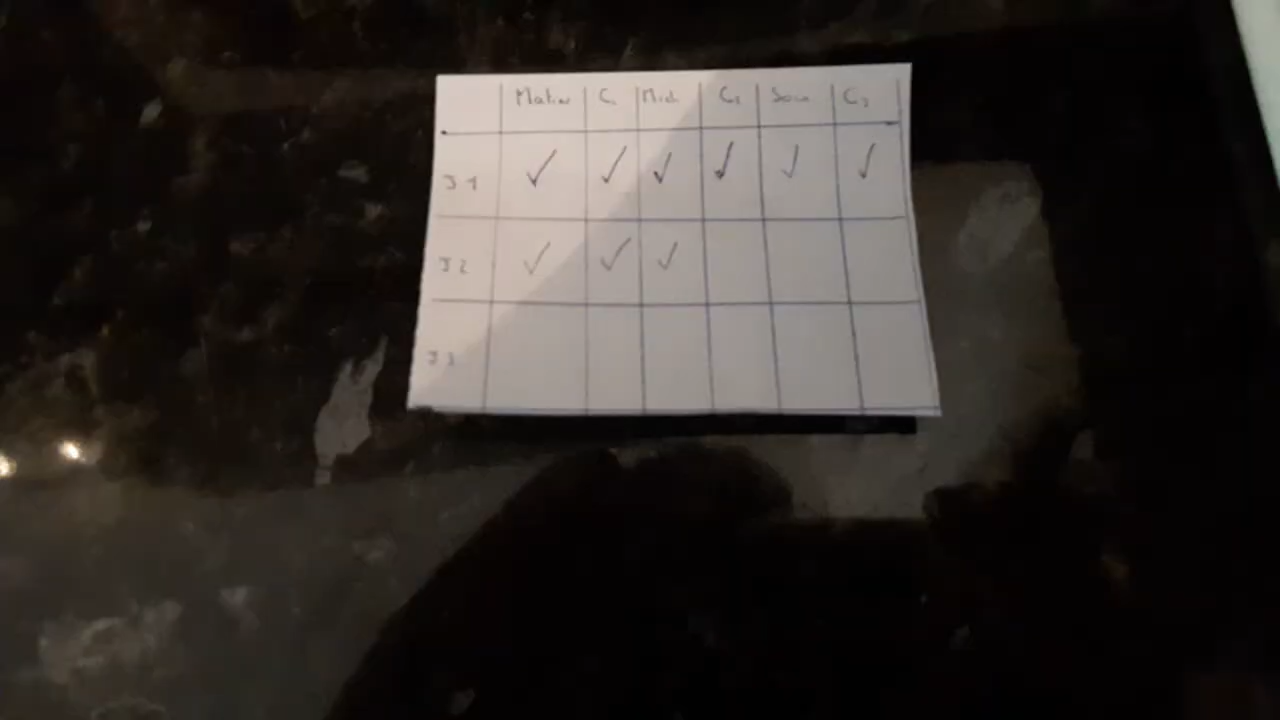 Matin C1 Midi C2 Soir C3
J1 ✓ ✓ ✓ ✓ ✓ ✓
J2 ✓ ✓ ✓
J3